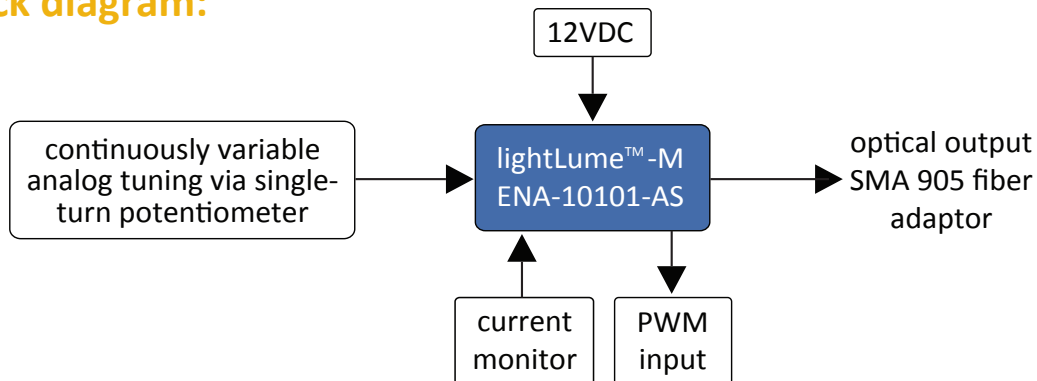 ck diagram:
12VDC
continuously variable
analog tuning via single-
turn potentiometer
lightLume™-M
ENA-10101-AS
optical output
SMA 905 fiber
adaptor
current
monitor
PWM
input